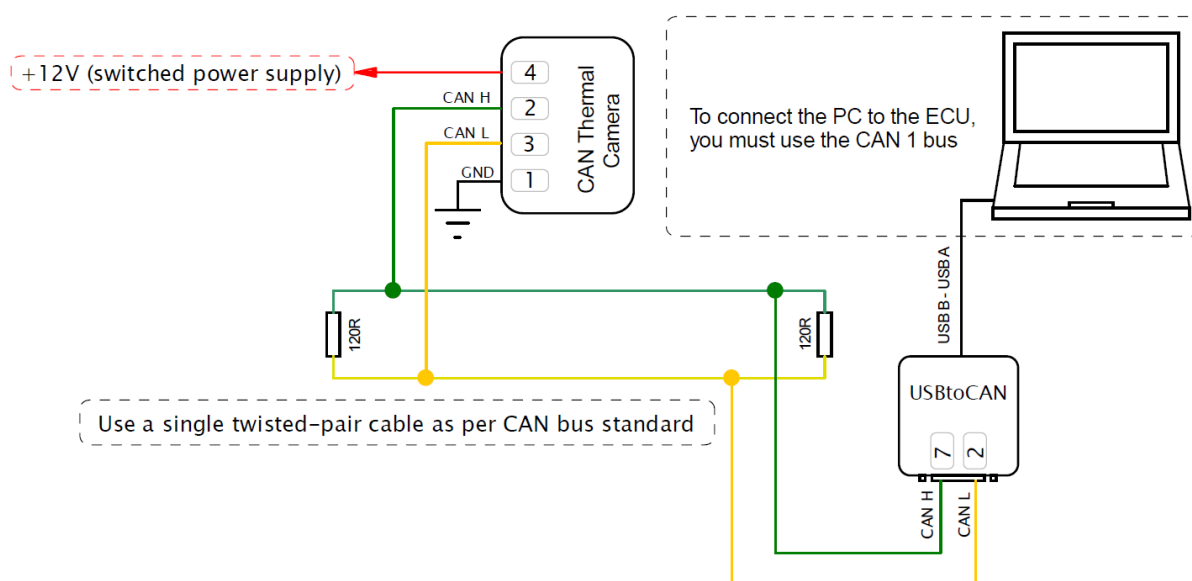 +12V (switched power supply)
4
CAN H
2
CAN L
3
GND
1
CAN Thermal
Camera
To connect the PC to the ECU,
you must use the CAN 1 bus
USB B - USB A
120R
120R
Use a single twisted-pair cable as per CAN bus standard
USBtoCAN
7
2
CAN H
CAN L